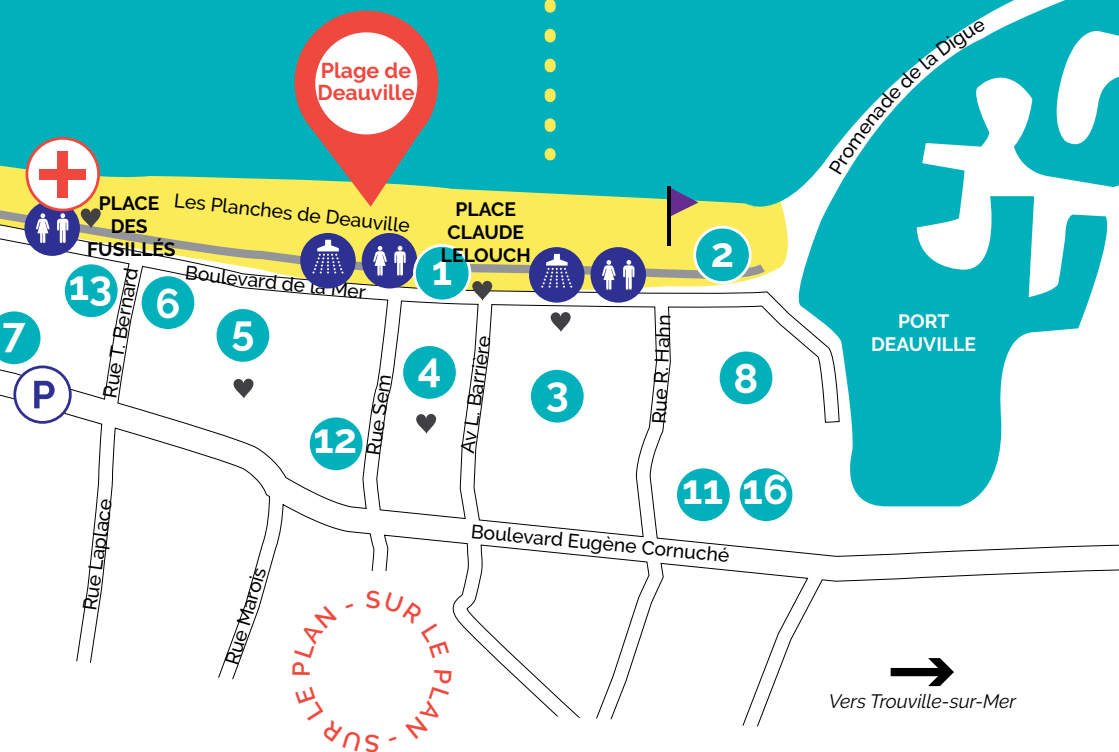 Promenade de la Digue
Plage de
Deauville
PLACE
DES
FUSILLÉS
Les Planches de Deauville
PLACE
CLAUDE
LELOUCH
1
2
Boulevard de la Mer
13
6
5
7
P
Rue T. Bernard
12
Rue Sem
4
Av L. Barrière
3
Rue R. Hahn
8
PORT
DEAUVILLE
11
16
Boulevard Eugène Cornuché
Rue Laplace
Rue Marois
SUR LE PLAN - SUR LE PLAN -
Vers Trouville-sur-Mer